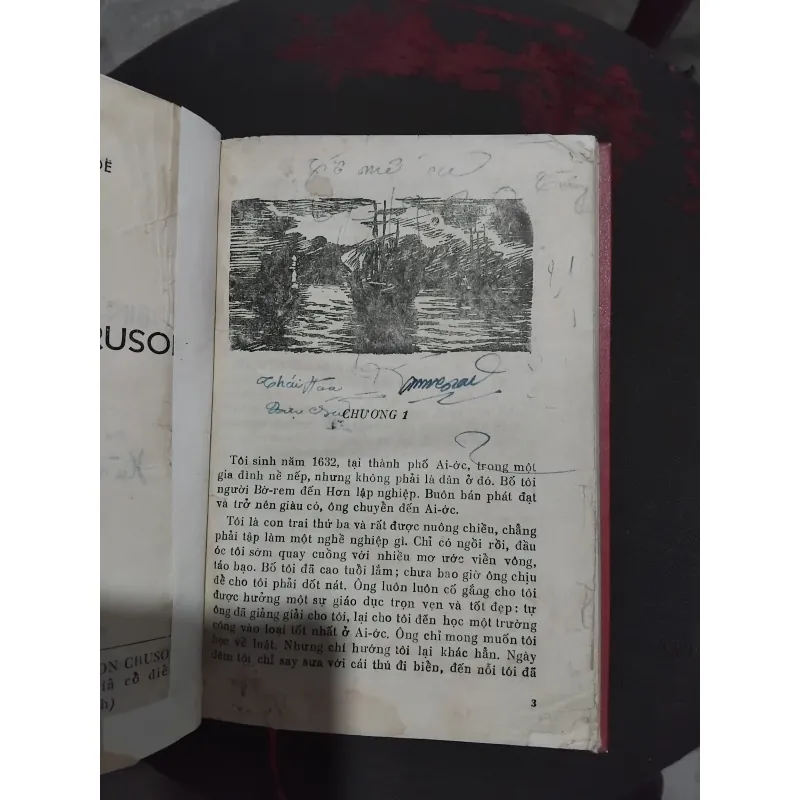 ĐÊ
RUSO
ON CRUSO
iả cổ điề
h)
Thái Hoa
CHƯƠNG 1
Tôi sinh năm 1632, tại thành phố Ai-ớc, trong một
gia đình nề nếp, nhưng không phải là dân ở đó. Bố tôi
người Bờ-rem đến Hơn lập nghiệp. Buôn bán phát đạt
và trở nên giàu có, ông chuyển đến Ai-ớc.
Tôi là con trai thứ ba và rất được nuông chiều, chẳng
phải tập làm một nghề nghiệp gì. Chỉ có ngồi rồi, đầu
óc tôi sớm quay cuồng với nhiều mơ ước viển vông,
táo bạo. Bố tôi đã cao tuổi lắm; chưa bao giờ ông chịu
để cho tôi phải dốt nát. Ông luôn luôn cố gắng cho tôi
được hưởng một sự giáo dục trọn vẹn và tốt đẹp: tự
ông đã giảng giải cho tôi, lại cho tôi đến học một trường
công vào loại tốt nhất ở Ai-ớc. Ông chỉ mong muốn tôi
học về luật. Nhưng chí hướng tôi lại khác hẳn. Ngày
đêm tôi chỉ say sưa với cái thú đi biển, đến nỗi tôi đã
3